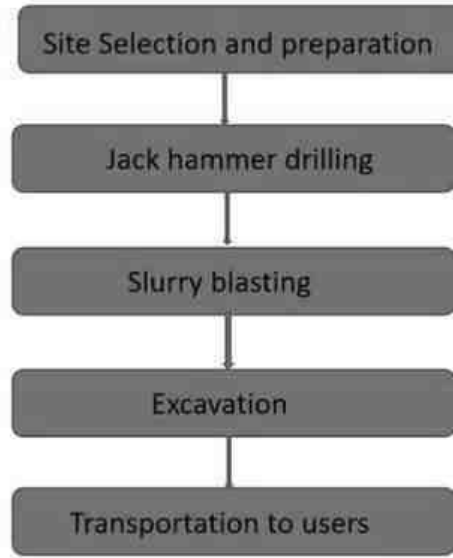 Site Selection and preparation
Jack hammer drilling
Slurry blasting
Excavation
Transportation to users